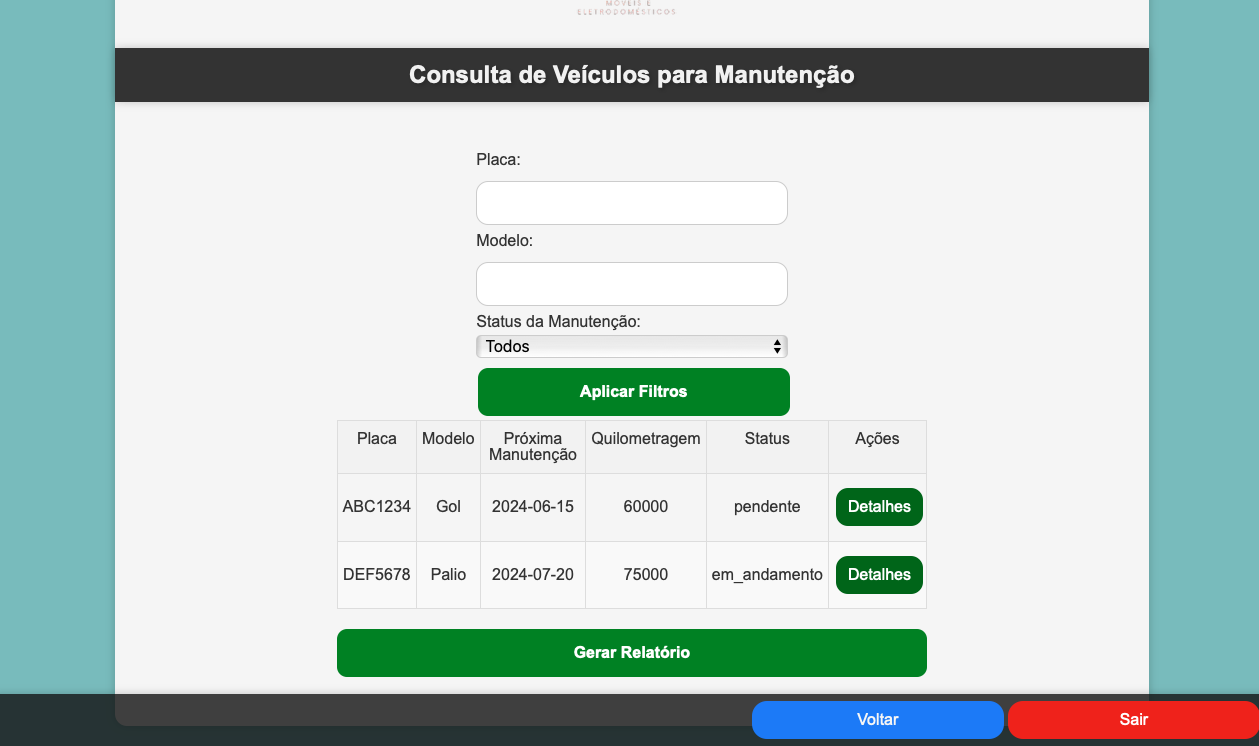 MÓVEIS E
ELETRODOMÉSTICOS
Consulta de Veículos para Manutenção
Placa:
Modelo:
Status da Manutenção:
Todos
Aplicar Filtros
Placa Modelo Próxima Manutenção Quilometragem Status Ações
ABC1234 Gol 2024-06-15 60000 pendente Detalhes
DEF5678 Palio 2024-07-20 75000 em_andamento Detalhes
Gerar Relatório
Voltar Sair